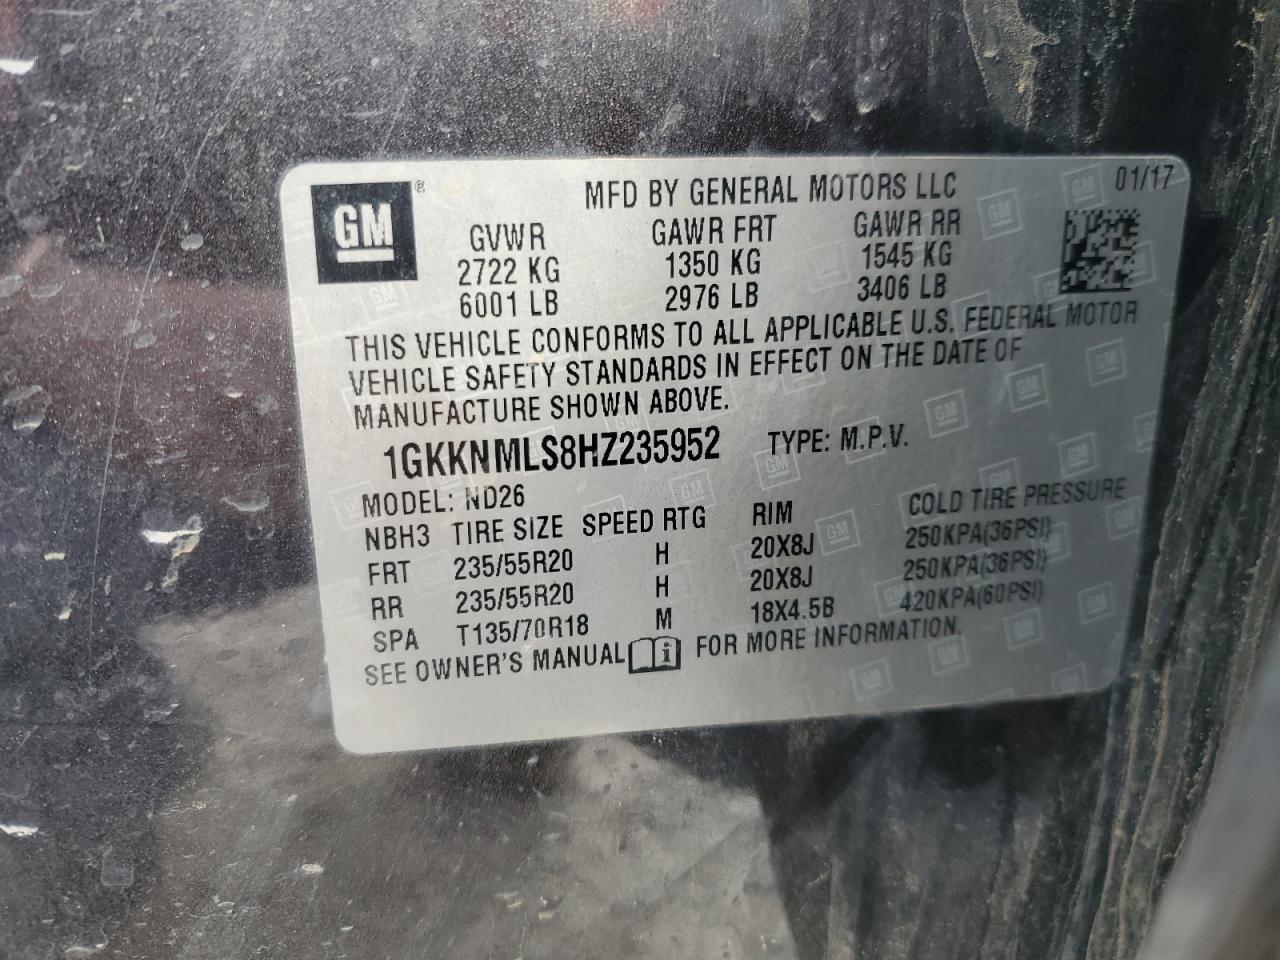 GM ®
MFD BY GENERAL MOTORS LLC 01/17
GVWR GAWR FRT GAWR RR
2722 KG 1350 KG 1545 KG
6001 LB 2976 LB 3406 LB
THIS VEHICLE CONFORMS TO ALL APPLICABLE U.S. FEDERAL MOTOR
VEHICLE SAFETY STANDARDS IN EFFECT ON THE DATE OF
MANUFACTURE SHOWN ABOVE.
1GKKNMLS8HZ235952 TYPE: M.P.V.
MODEL: ND26
NBH3 TIRE SIZE SPEED RTG RIM COLD TIRE PRESSURE
FRT 235/55R20 H 20X8J 250KPA(36PSI)
RR 235/55R20 H 20X8J 250KPA(36PSI)
SPA T135/70R18 M 18X4.5B 420KPA(60PSI)
SEE OWNER'S MANUAL i FOR MORE INFORMATION.